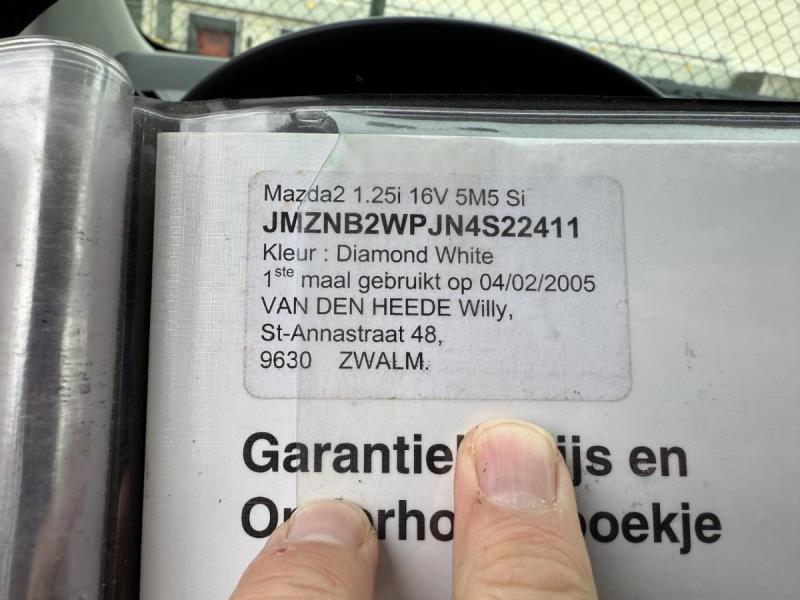 Mazda2 1.25i 16V 5M5 Si
JMZNB2WPJN4S22411
Kleur : Diamond White
1ste maal gebruikt op 04/02/2005
VAN DEN HEEDE Willy,
St-Annastraat 48,
9630 ZWALM.
en